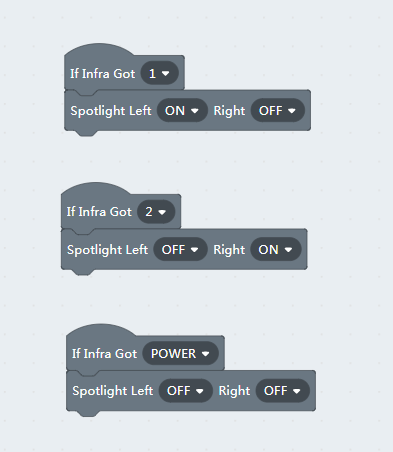 If Infra Got 1
Spotlight Left ON Right OFF
If Infra Got 2
Spotlight Left OFF Right ON
If Infra Got POWER
Spotlight Left OFF Right OFF